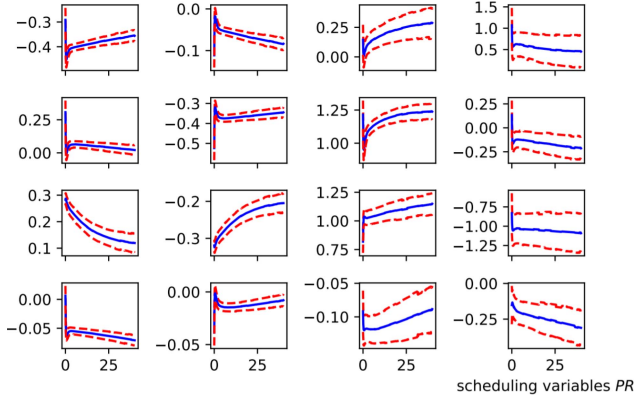 −0.3 0.0 0.25 1.5
−0.4 −0.1 0.00 1.0
0.5
0.25 −0.3 1.25 0.25
−0.4 0.00
0.00 −0.5 1.00 −0.25
0.3 −0.2 1.25 −0.75
0.2 1.00 −1.00
0.1 −0.3 0.75 −1.25
0.00 0.00 −0.05 0.00
−0.05 −0.10 −0.25
−0.05
0 25 0 25 0 25 0 25
scheduling variables PR